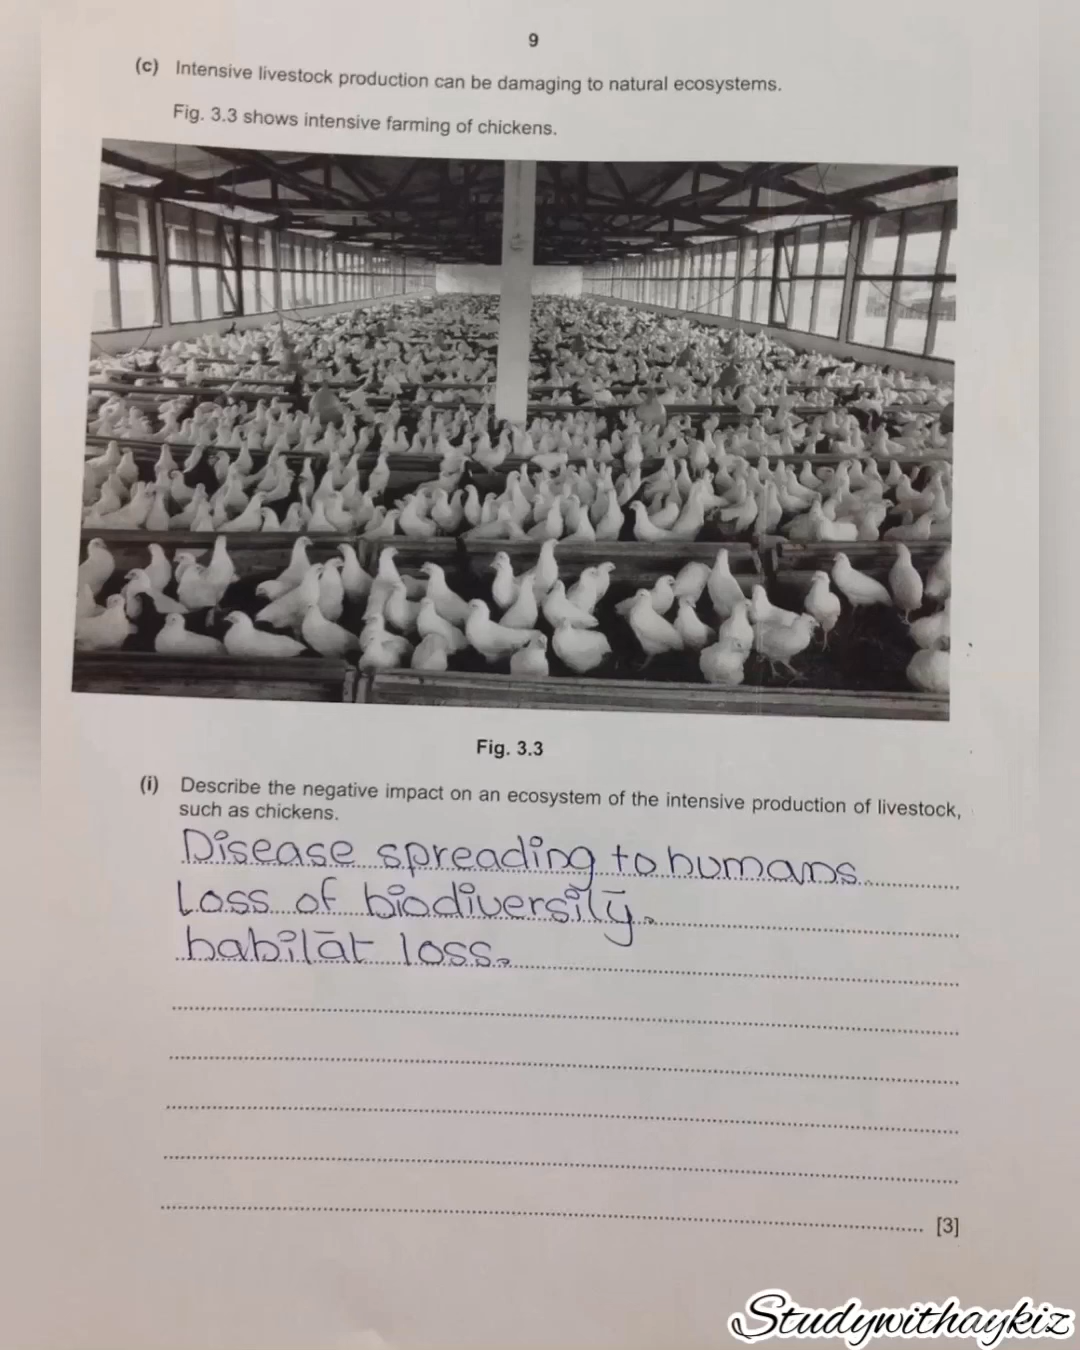 9
(c) Intensive livestock production can be damaging to natural ecosystems.
Fig. 3.3 shows intensive farming of chickens.
Fig. 3.3
(i) Describe the negative impact on an ecosystem of the intensive production of livestock,
such as chickens.
Disease spreading to humans.
Loss of biodiversity.
habitat loss.
[3]
Studywithaykiz